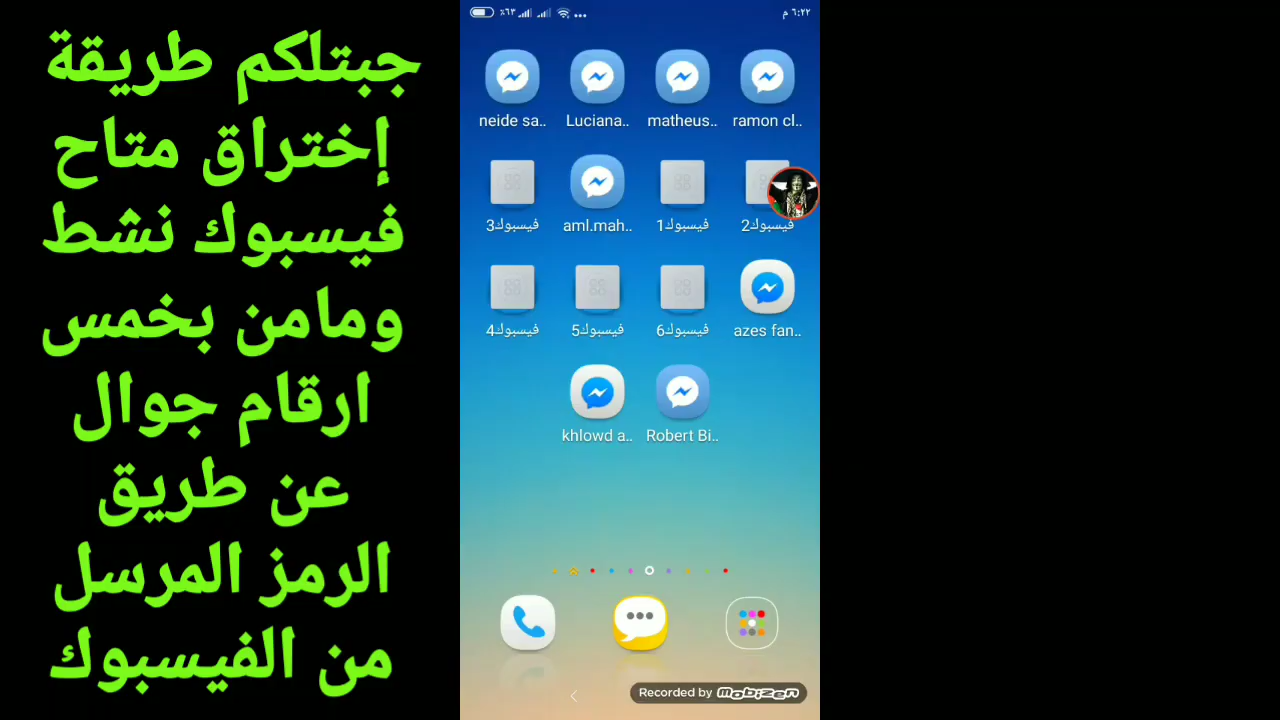 جبتلكم طريقة
إختراق متاح
فيسبوك نشط
ومامن بخمس
ارقام جوال
عن طريق
الرمز المرسل
من الفيسبوك
٪٦٣
٦:٢٢ م
neide sa.. Luciana.. matheus.. ramon cl..
فيسبوك3 aml.mah.. فيسبوك1 فيسبوك2
فيسبوك4 فيسبوك5 فيسبوك6 azes fan..
khlowd a.. Robert Bi..
Recorded by Mobizen